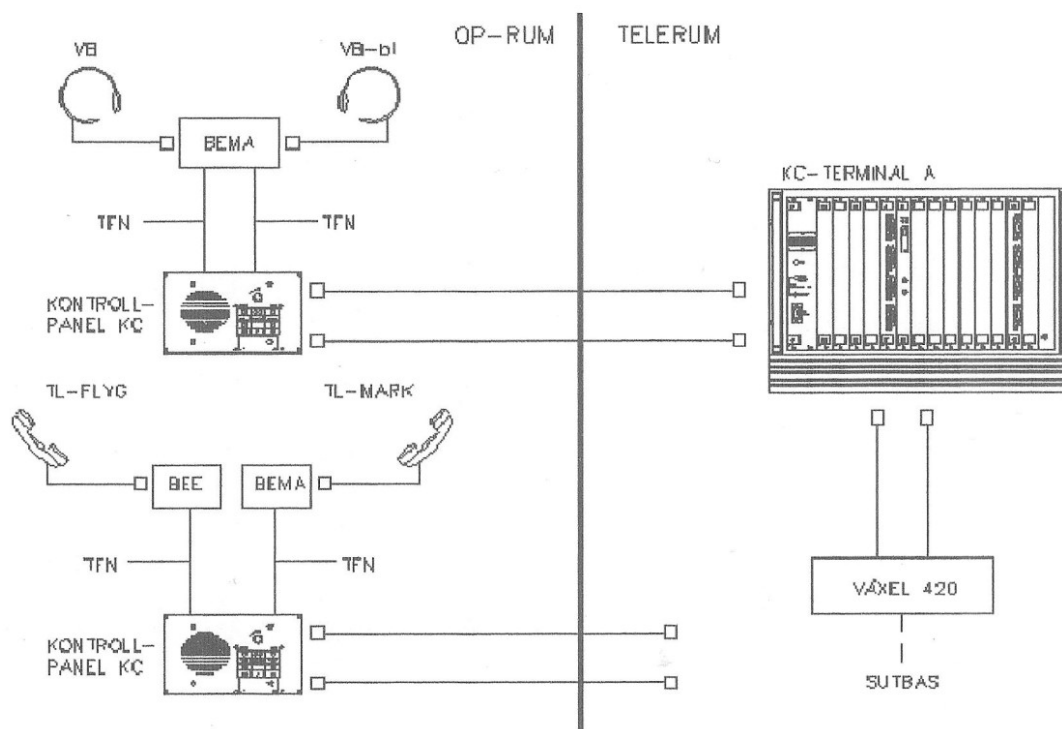 OP-RUM
TELERUM
VB
VB-bl
BEMA
TFN
TFN
KC-TERMINAL A
KONTROLL-
PANEL KC
TL-FLYG
TL-MARK
BEE
BEMA
TFN
TFN
VÄXEL 420
KONTROLL-
PANEL KC
SUTBAS